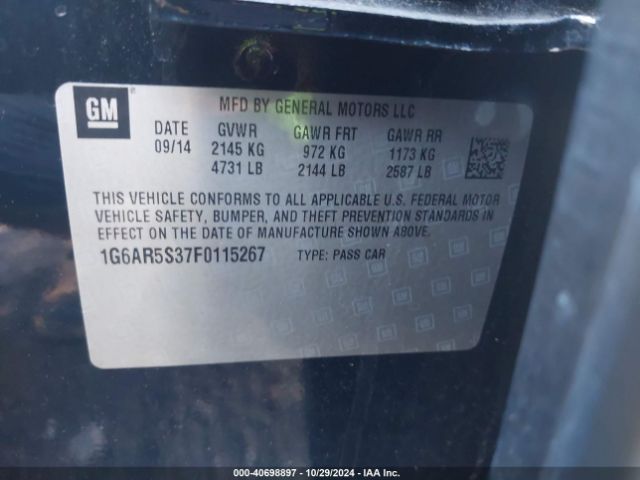 GM
MFD BY GENERAL MOTORS LLC
DATE GVWR GAWR FRT GAWR RR
09/14 2145 KG 972 KG 1173 KG
4731 LB 2144 LB 2587 LB
THIS VEHICLE CONFORMS TO ALL APPLICABLE U.S. FEDERAL MOTOR
VEHICLE SAFETY, BUMPER, AND THEFT PREVENTION STANDARDS IN
EFFECT ON THE DATE OF MANUFACTURE SHOWN ABOVE.
1G6AR5S37F0115267 TYPE: PASS CAR
000-40698897 • 10/29/2024 • IAA Inc.